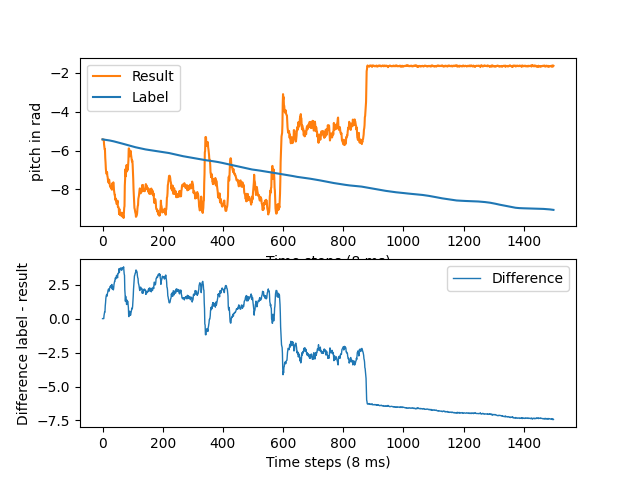 −2
−4
−6
−8
pitch in rad
Result
Label
0 200 400 600 800 1000 1200 1400
Time steps (8 ms)
2.5
0.0
−2.5
−5.0
−7.5
Difference label - result
Difference
0 200 400 600 800 1000 1200 1400
Time steps (8 ms)